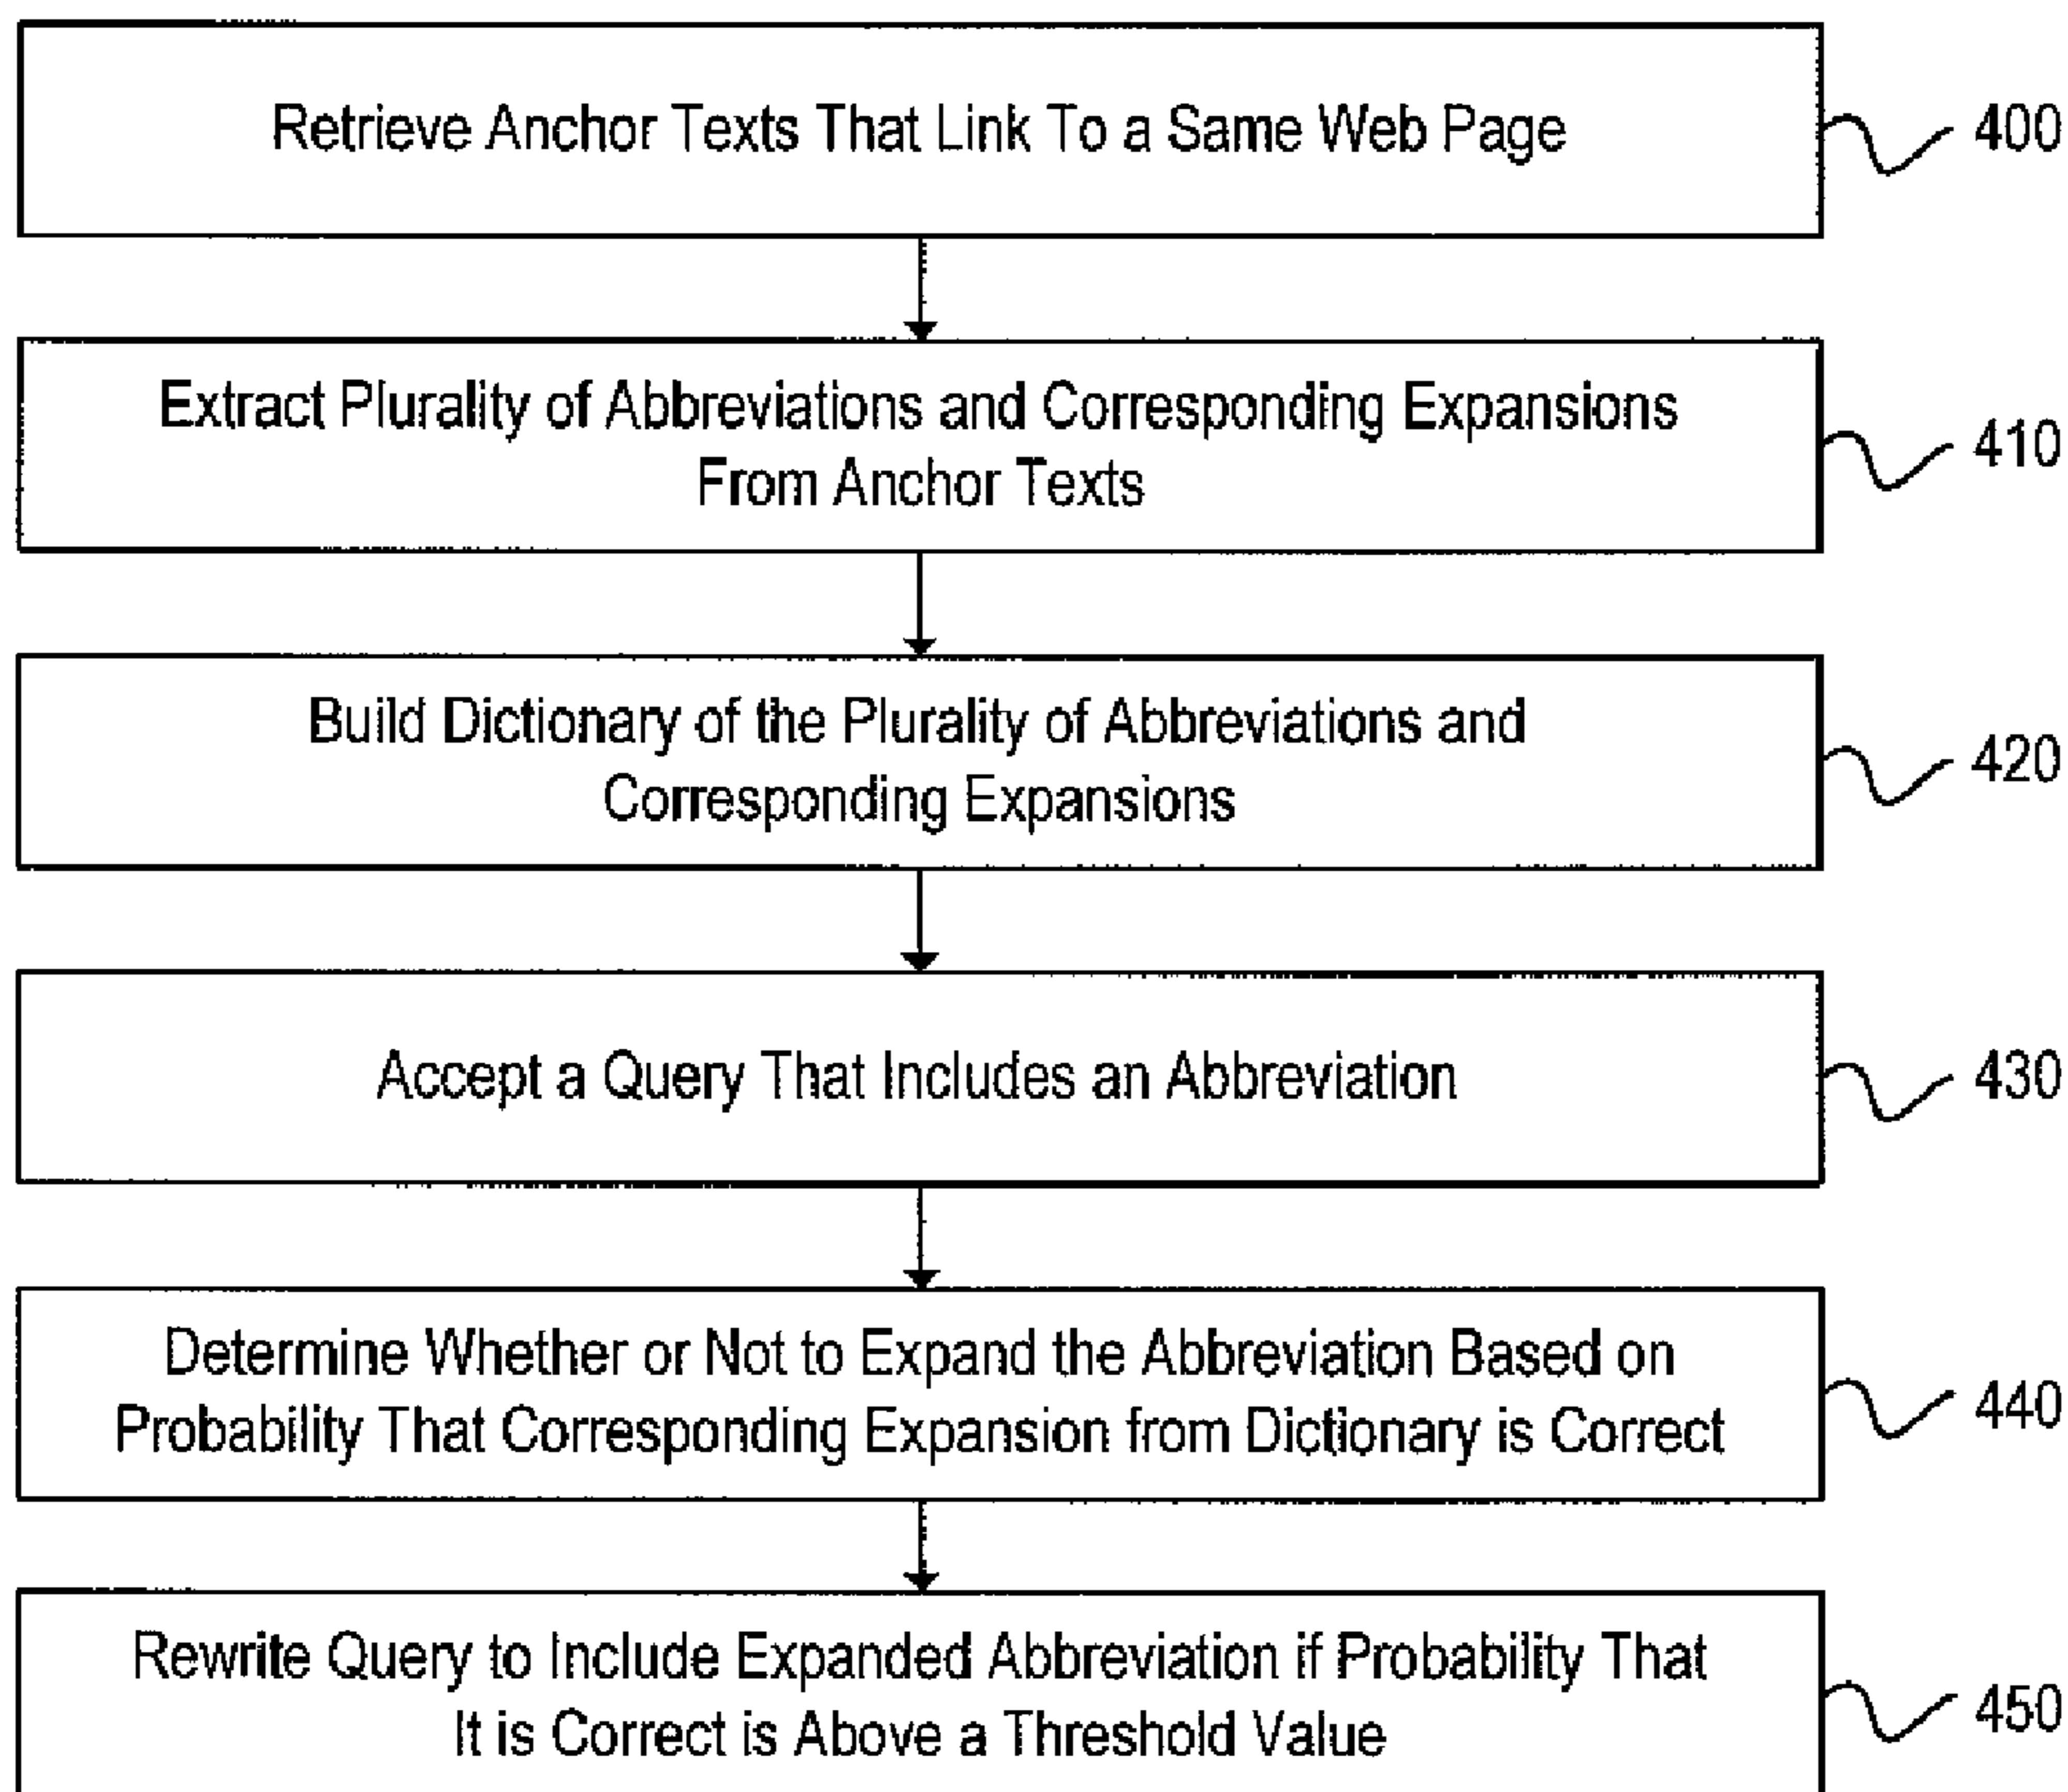 Retrieve Anchor Texts That Link To a Same Web Page
400
Extract Plurality of Abbreviations and Corresponding Expansions
From Anchor Texts
410
Build Dictionary of the Plurality of Abbreviations and
Corresponding Expansions
420
Accept a Query That Includes an Abbreviation
430
Determine Whether or Not to Expand the Abbreviation Based on
Probability That Corresponding Expansion from Dictionary is Correct
440
Rewrite Query to Include Expanded Abbreviation if Probability That
It is Correct is Above a Threshold Value
450